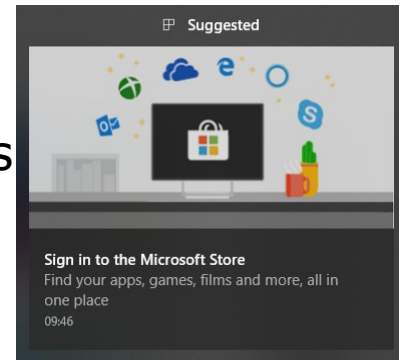 Suggested
s
Sign in to the Microsoft Store
Find your apps, games, films and more, all in
one place
09:46